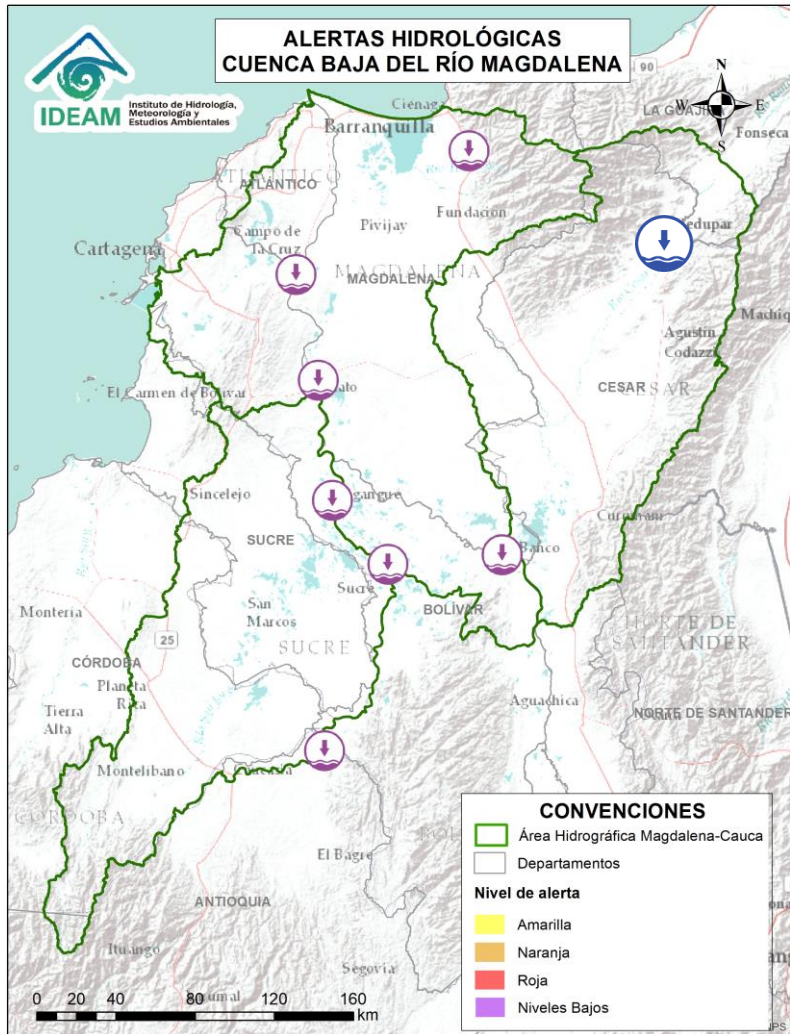 ALERTAS HIDROLÓGICAS
CUENCA BAJA DEL RÍO MAGDALENA
IDEAM
Instituto de Hidrología,
Meteorología y
Estudios Ambientales
N
W
E
S
90
Ciénaga
LA GUAJIRA
Fonseca
Barranquilla
ATLÁNTICO
ATLÁNTICO
Pivijay
Fundación
Campo de
la Cruz
Cartagena
MAGDALENA
MAGDALENA
Agustín
Codazzi
CESAR
CESAR
El Carmen de Bolívar
Sincelejo
SUCRE
Banco
Sucre
BOLÍVAR
Montería
San
Marcos
SUCRE
25
NORTE DE
SANTANDER
CÓRDOBA
Planeta
Rica
Aguachica
NORTE DE SANTANDER
Tierra
Alta
Montelibano
CÓRDOBA
El Bagre
ANTIOQUIA
Ituango
Segovia
0 20 40 80 120 160
km
CONVENCIONES
Área Hidrográfica Magdalena-Cauca
Departamentos
Nivel de alerta
Amarilla
Naranja
Roja
Niveles Bajos